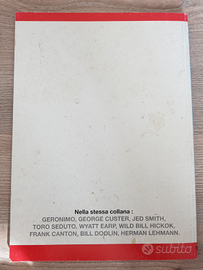 Nella stessa collana :
GERONIMO, GEORGE CUSTER, JED SMITH,
TORO SEDUTO, WYATT EARP, WILD BILL HICKOK,
FRANK CANTON, BILL DOOLIN, HERMAN LEHMANN.
subito